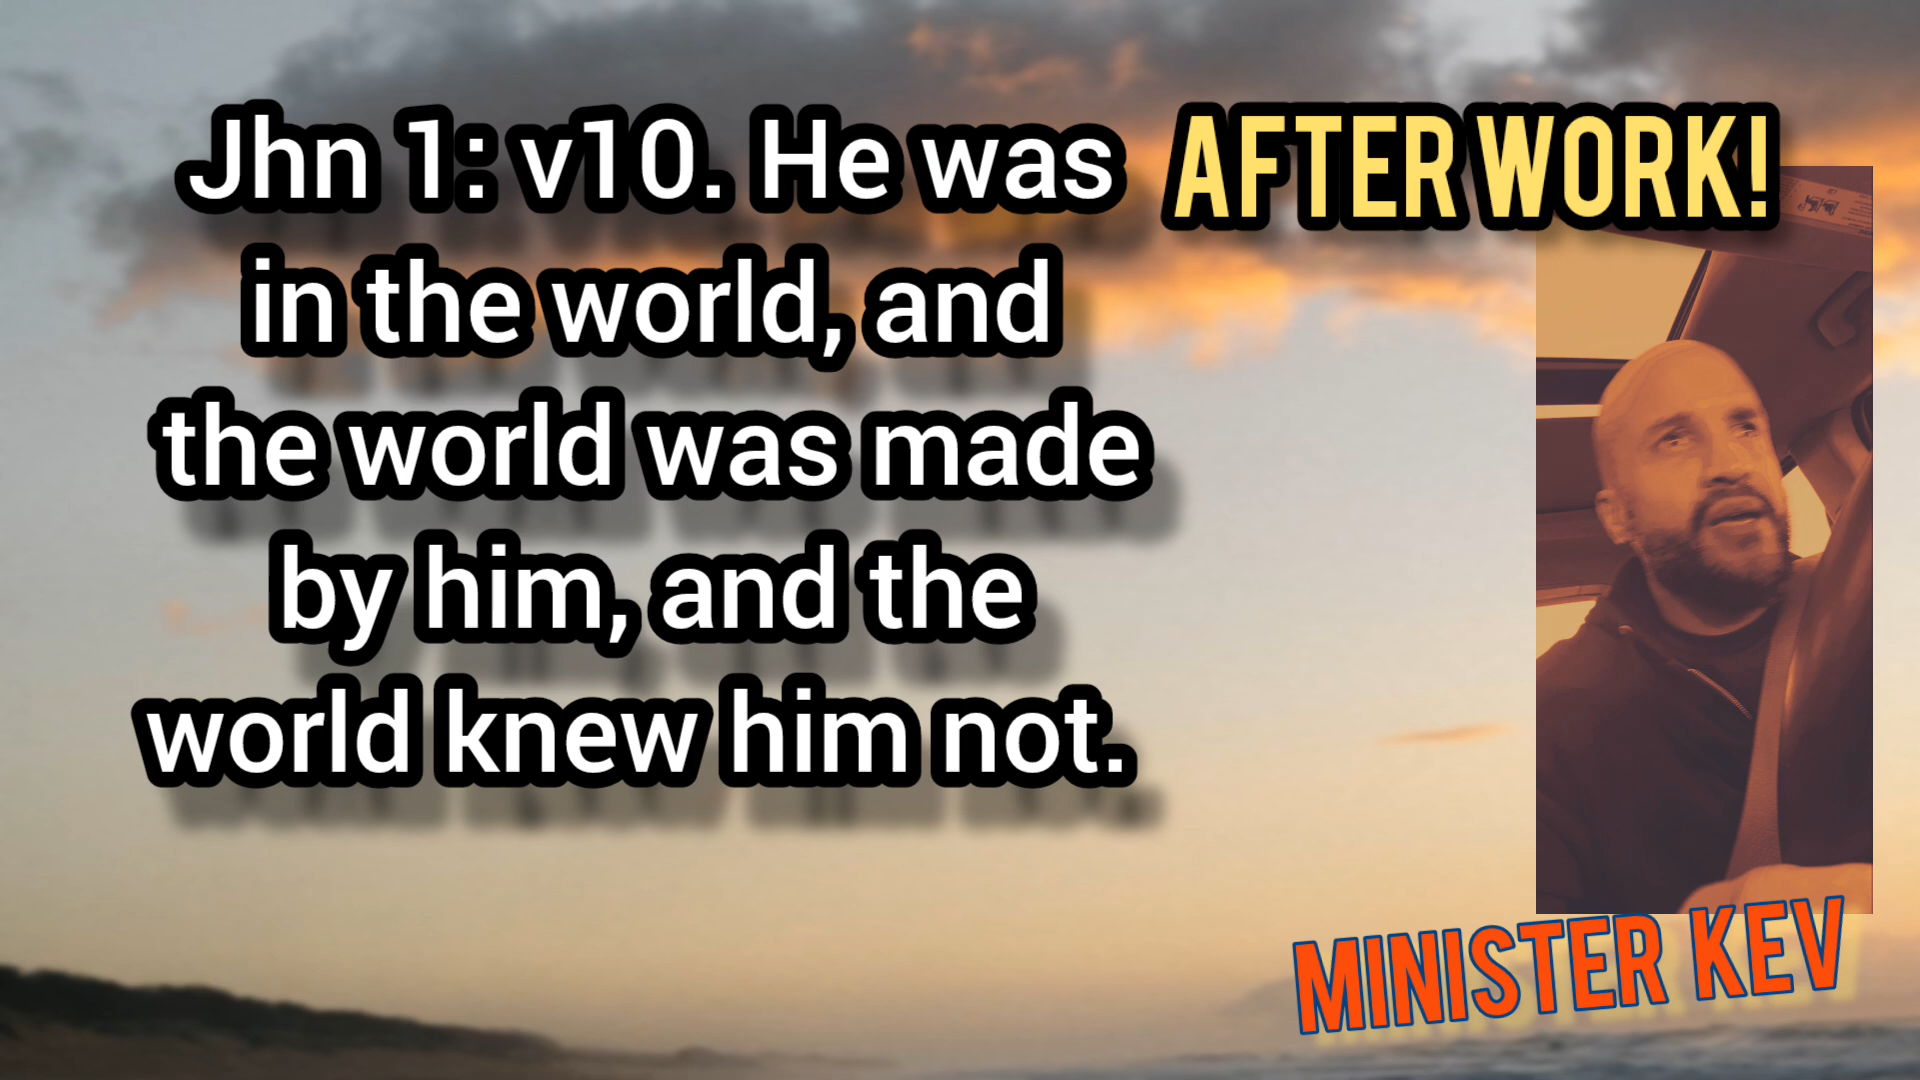 Jhn 1: v10. He was
in the world, and
the world was made
by him, and the
world knew him not.
AFTER WORK!
MINISTER KEV